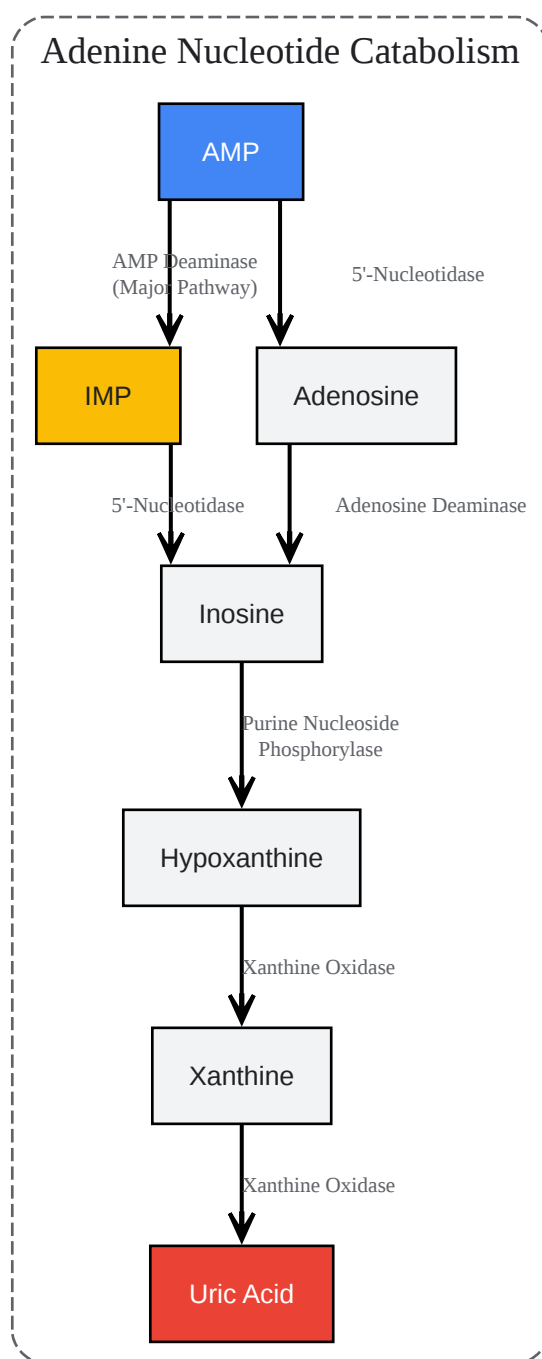 Adenine Nucleotide Catabolism
AMP
AMP Deaminase
(Major Pathway)
5'-Nucleotidase
IMP
Adenosine
5'-Nucleotidase
Adenosine Deaminase
Inosine
Purine Nucleoside
Phosphorylase
Hypoxanthine
Xanthine Oxidase
Xanthine
Xanthine Oxidase
Uric Acid